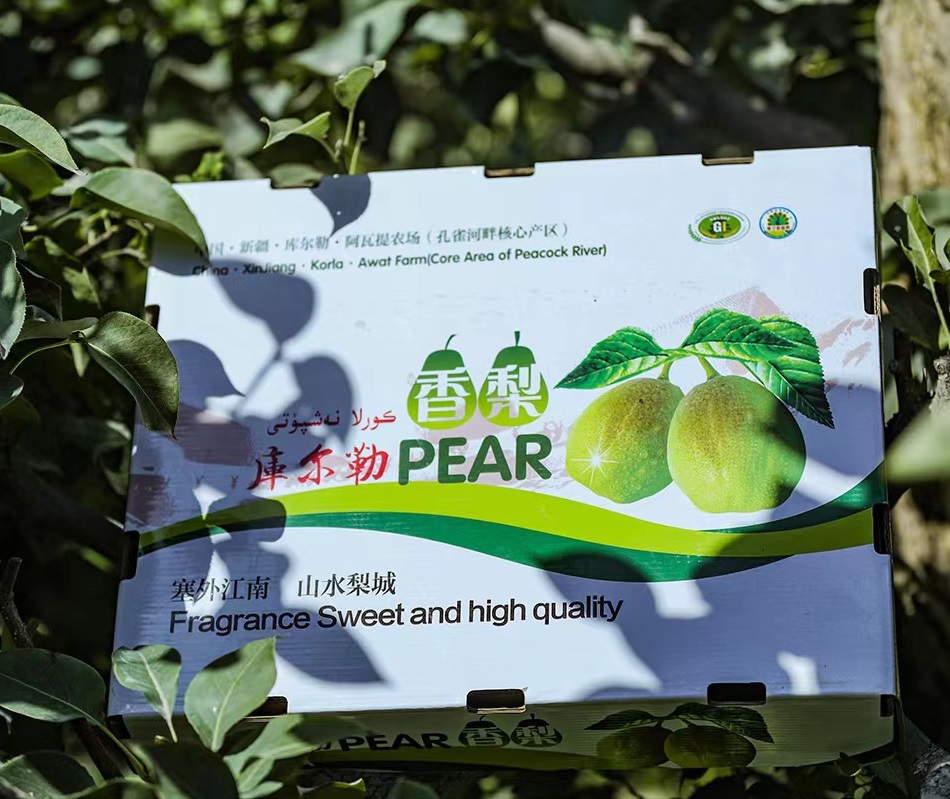 中国·新疆·库尔勒·阿瓦提农场（孔雀河畔核心产区）
China · XinJiang · Korla · Awat Farm(Core Area of Peacock River)
GI
香梨
كورلا نەشپۈتى
库尔勒 PEAR
塞外江南 山水梨城
Fragrance Sweet and high quality
PEAR 香梨